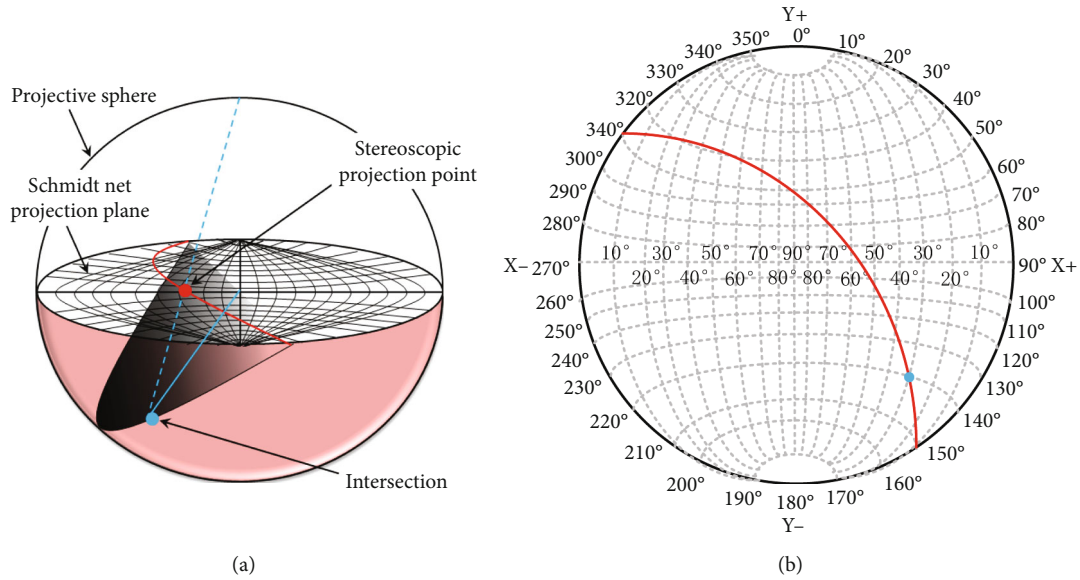 Projective sphere
Schmidt net
projection plane
Stereoscopic
projection point
Intersection
(a)
Y+
0°
10°
20°
30°
40°
50°
60°
70°
80°
90° X+
100°
110°
120°
130°
140°
150°
160°
170°
180°
Y−
190°
200°
210°
220°
230°
240°
250°
260°
X− 270°
280°
290°
300°
340°
320°
330°
340°
350°
10° 30° 50° 70° 90° 70° 50° 30° 10°
20° 40° 60° 80° 80° 60° 40° 20°
(b)